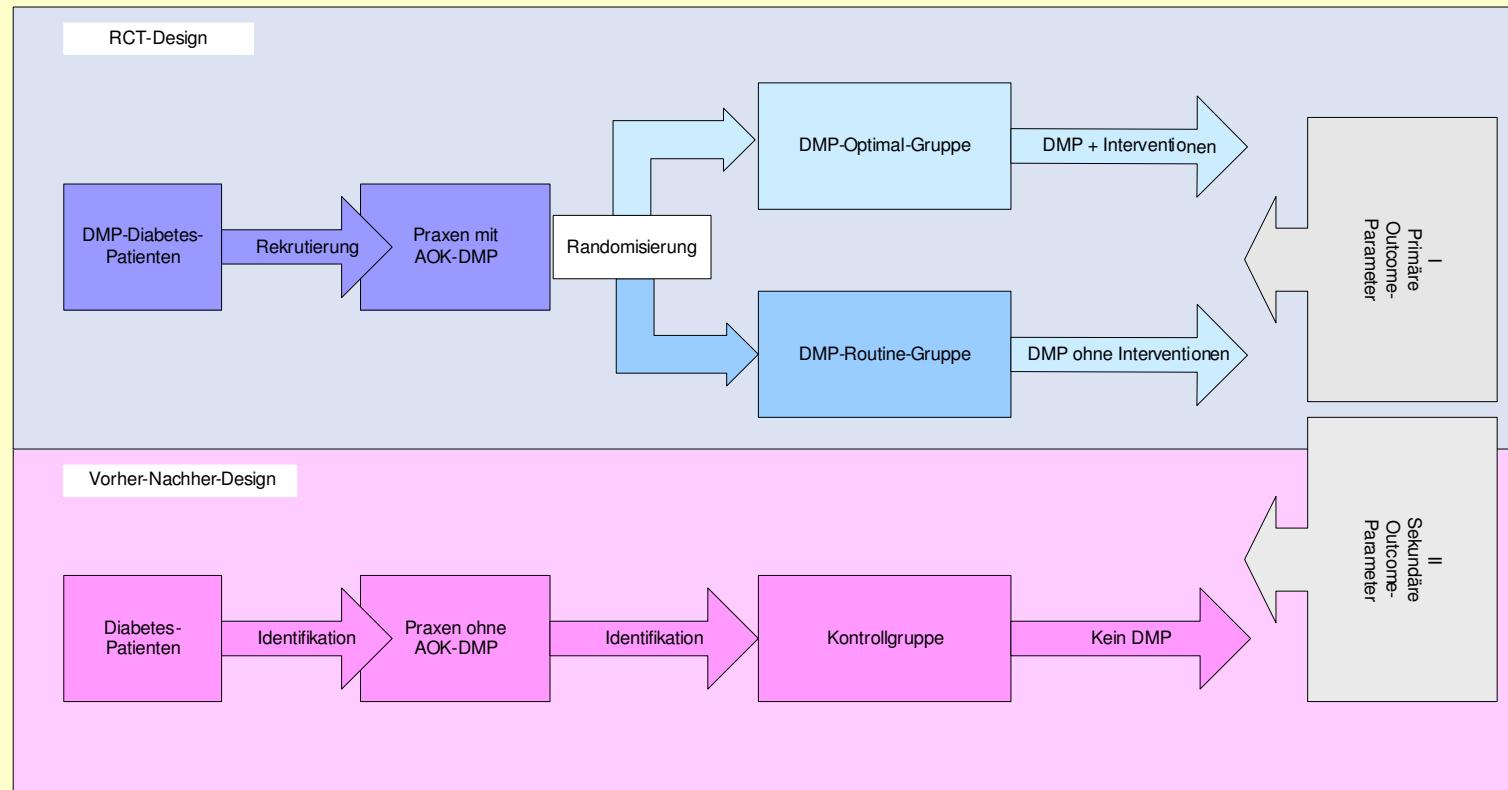 RCT-Design
DMP-Diabetes-
Patienten
Rekrutierung
Praxen mit
AOK-DMP
Randomisierung
DMP-Optimal-Gruppe
DMP + Interventionen
DMP-Routine-Gruppe
DMP ohne Interventionen
I
Primäre
Outcome-
Parameter
Vorher-Nachher-Design
Diabetes-
Patienten
Identifikation
Praxen ohne
AOK-DMP
Identifikation
Kontrollgruppe
Kein DMP
II
Sekundäre
Outcome-
Parameter